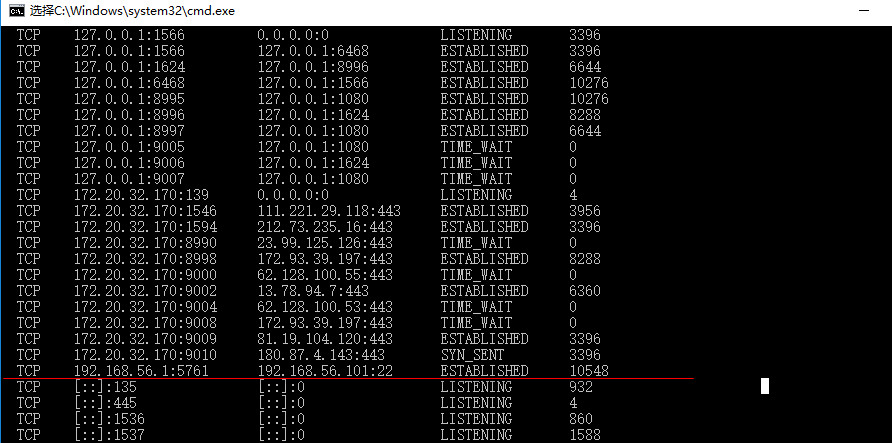 选择C:\Windows\system32\cmd.exe
TCP 127.0.0.1:1566 0.0.0.0:0 LISTENING 3396
TCP 127.0.0.1:1566 127.0.0.1:6468 ESTABLISHED 3396
TCP 127.0.0.1:1624 127.0.0.1:8996 ESTABLISHED 6644
TCP 127.0.0.1:6468 127.0.0.1:1566 ESTABLISHED 10276
TCP 127.0.0.1:8995 127.0.0.1:1080 ESTABLISHED 10276
TCP 127.0.0.1:8996 127.0.0.1:1624 ESTABLISHED 8288
TCP 127.0.0.1:8997 127.0.0.1:1080 ESTABLISHED 6644
TCP 127.0.0.1:9005 127.0.0.1:1080 TIME_WAIT 0
TCP 127.0.0.1:9006 127.0.0.1:1624 TIME_WAIT 0
TCP 127.0.0.1:9007 127.0.0.1:1080 TIME_WAIT 0
TCP 172.20.32.170:139 0.0.0.0:0 LISTENING 4
TCP 172.20.32.170:1546 111.221.29.118:443 ESTABLISHED 3956
TCP 172.20.32.170:1594 212.73.235.16:443 ESTABLISHED 3396
TCP 172.20.32.170:8990 23.99.125.126:443 TIME_WAIT 0
TCP 172.20.32.170:8998 172.93.39.197:443 ESTABLISHED 8288
TCP 172.20.32.170:9000 62.128.100.55:443 TIME_WAIT 0
TCP 172.20.32.170:9002 13.78.94.7:443 ESTABLISHED 6360
TCP 172.20.32.170:9004 62.128.100.53:443 TIME_WAIT 0
TCP 172.20.32.170:9008 172.93.39.197:443 TIME_WAIT 0
TCP 172.20.32.170:9009 81.19.104.120:443 ESTABLISHED 3396
TCP 172.20.32.170:9010 180.87.4.143:443 SYN_SENT 3396
TCP 192.168.56.1:5761 192.168.56.101:22 ESTABLISHED 10548
TCP [::]:135 [::]:0 LISTENING 932
TCP [::]:445 [::]:0 LISTENING 4
TCP [::]:1536 [::]:0 LISTENING 860
TCP [::]:1537 [::]:0 LISTENING 1588